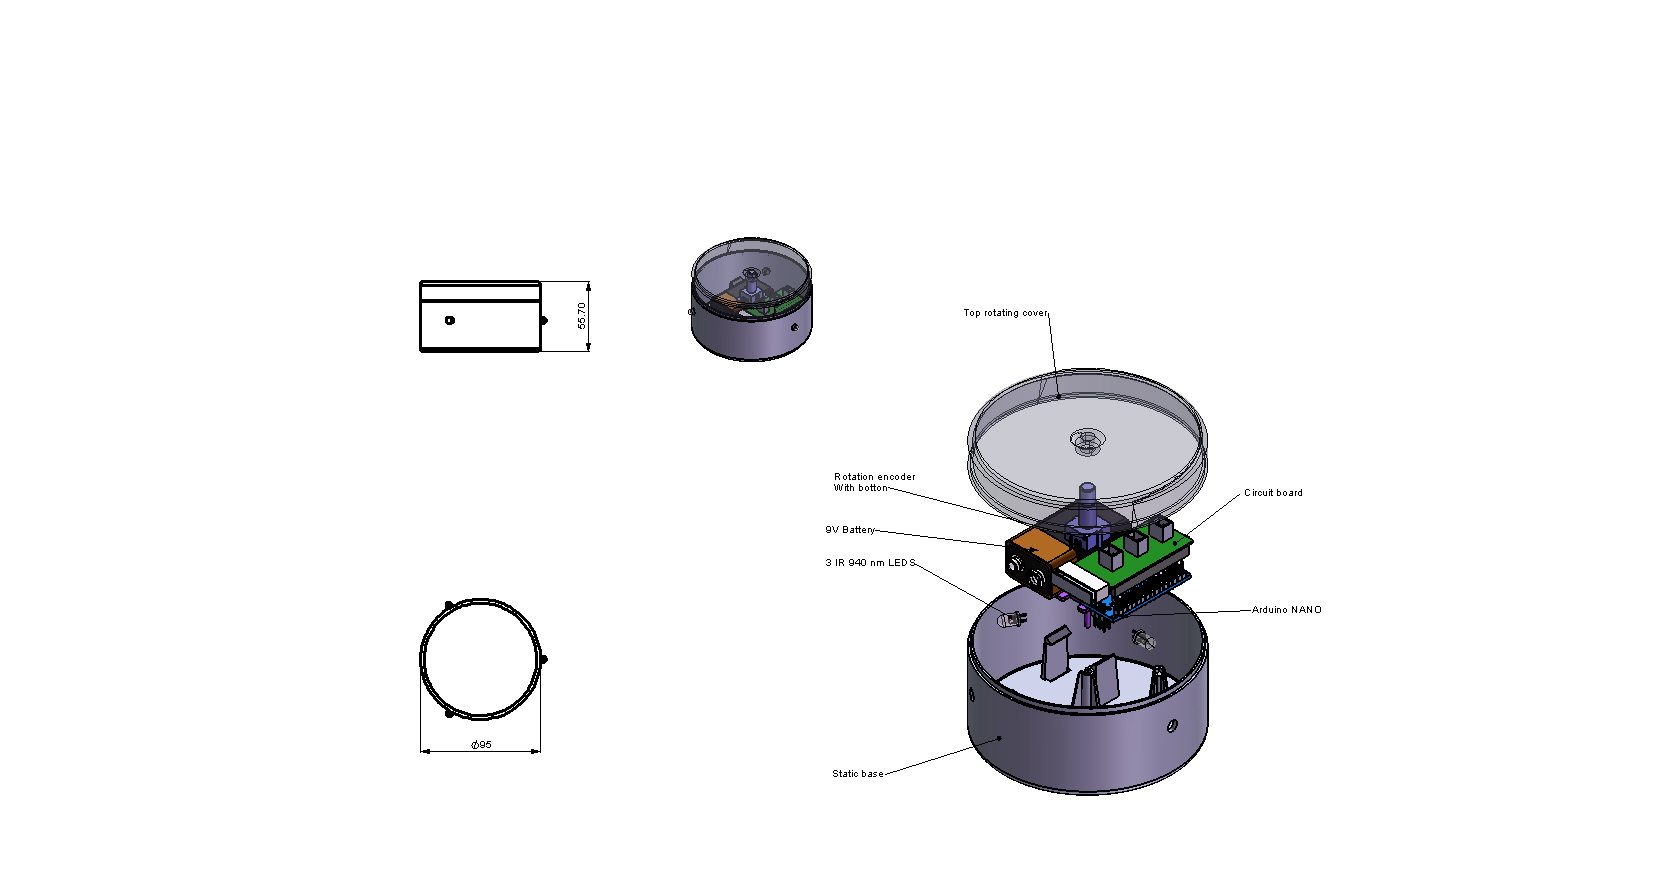 55.70
Top rotating cover
Rotation encoder
With botton
Circuit board
9V Battery
3 IR 940 nm LEDS
Arduino NANO
Ø95
Static base